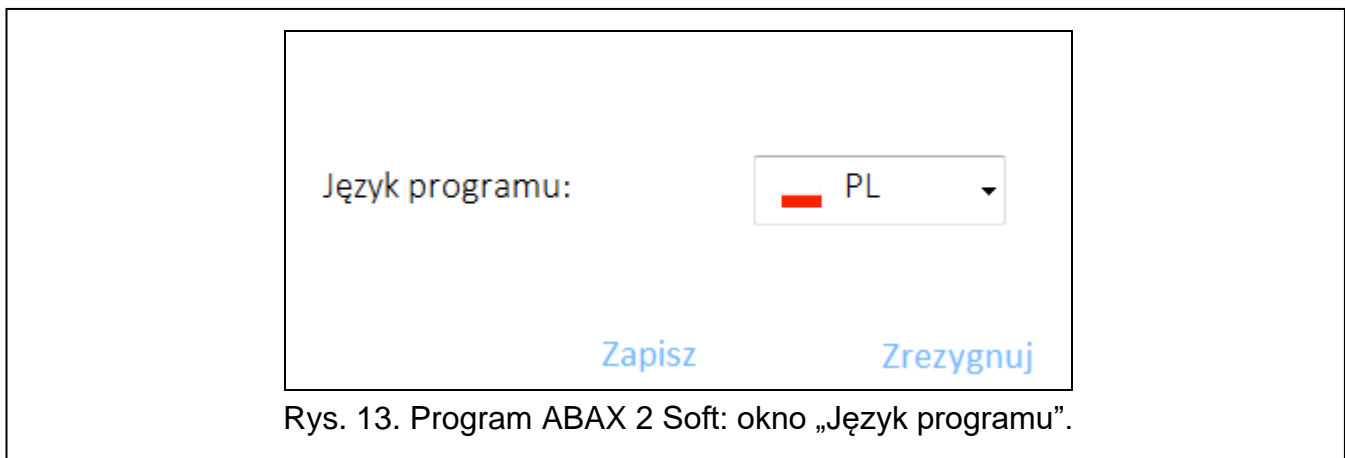 Język programu:
PL
Zapisz Zrezygnuj
Rys. 13. Program ABAX 2 Soft: okno „Język programu”.